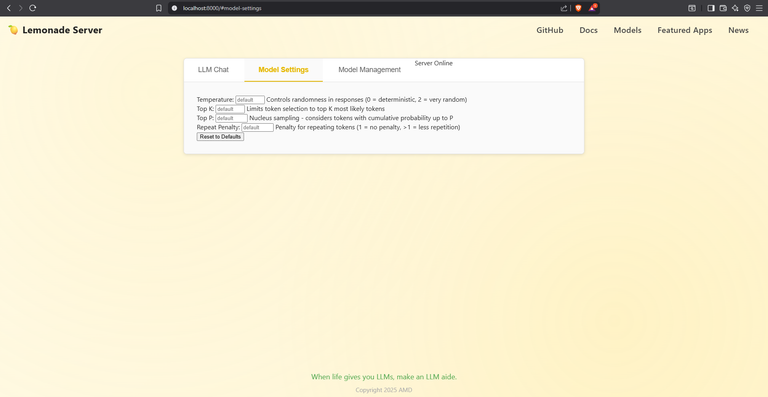 localhost:8000/#model-settings
Lemonade Server
GitHub Docs Models Featured Apps News
LLM Chat Model Settings Model Management Server Online
Temperature: default Controls randomness in responses (0 = deterministic, 2 = very random)
Top K: default Limits token selection to top K most likely tokens
Top P: default Nucleus sampling - considers tokens with cumulative probability up to P
Repeat Penalty: default Penalty for repeating tokens (1 = no penalty, >1 = less repetition)
Reset to Defaults
When life gives you LLMs, make an LLM aide.
Copyright 2025 AMD